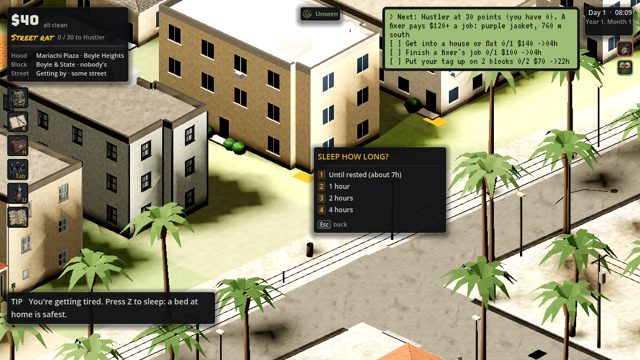 $40 all clean
STREET RAT 0 / 30 to Hustler
Hood Mariachi Plaza · Boyle Heights
Block Boyle & State · nobody's
Street Getting by · some street
Unseen
> Next: Hustler at 30 points (you have 0). A
fixer pays $120+ a job: purple jacket, 760 m
south
[ ] Get into a house or flat 0/1 $140 ->04h
[ ] Finish a fixer's job 0/1 $100 ->04h
[ ] Put your tag up on 2 blocks 0/2 $70 ->22h
Day 1 · 08:09
Year 1, Month 1
H
Tab
U
SLEEP HOW LONG?
1 Until rested (about 7h)
2 1 hour
3 2 hours
4 4 hours
Esc back
TIP You're getting tired. Press Z to sleep: a bed at
home is safest.